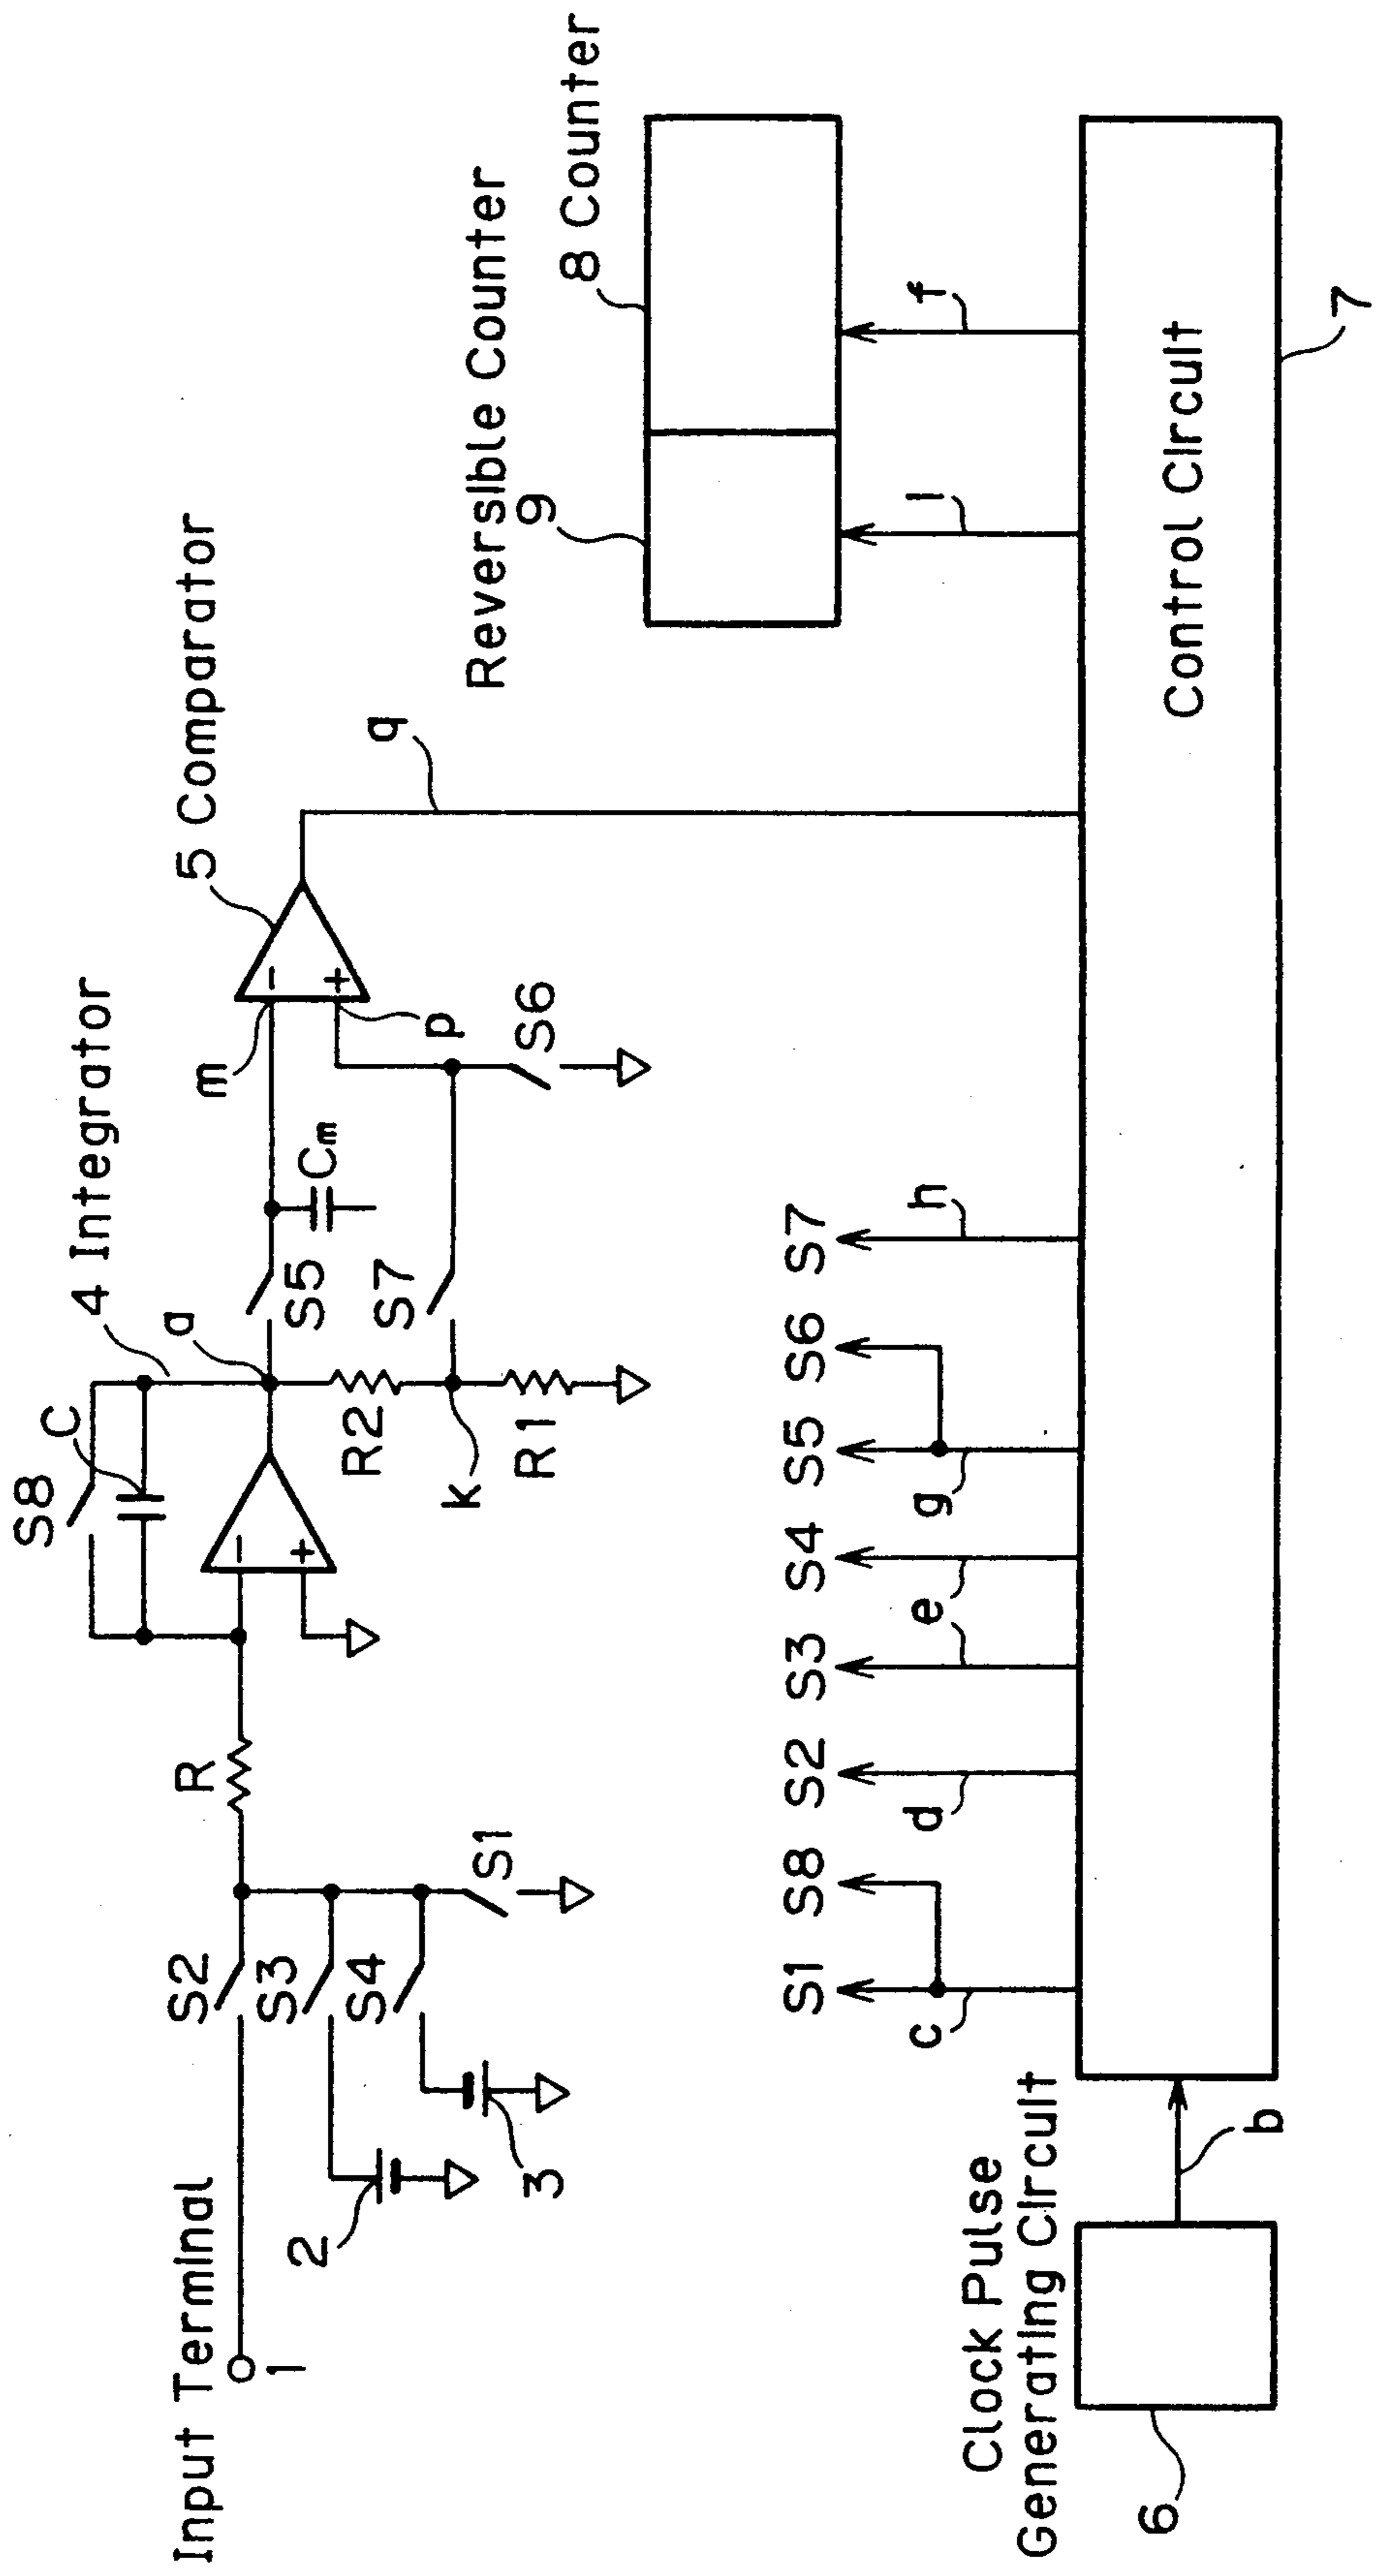 Input Terminal
1
S2
S3
S4
2
3
S1
R
S8
C
4 Integrator
a
R2
k
R1
S5
Cm
S7
m
p
S6
5 Comparator
q
Reversible Counter
9
8 Counter
l
f
S1
S8
S2
S3
S4
S5
S6
S7
c
d
e
g
h
Clock Pulse
Generating Circuit
6
b
Control Circuit
7
-
+
-
+